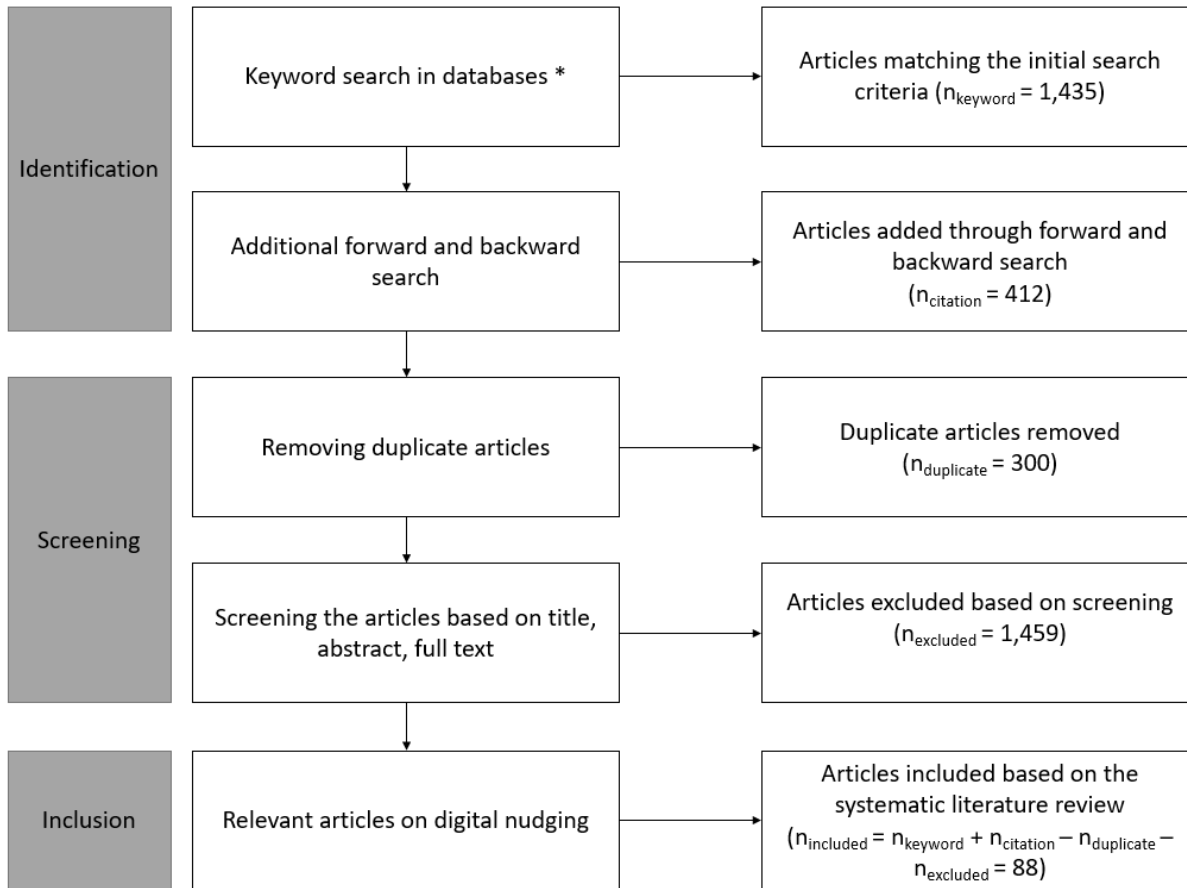 Identification
Keyword search in databases *
Articles matching the initial search
criteria (nkeyword = 1,435)
Additional forward and backward
search
Articles added through forward and
backward search
(ncitation = 412)
Screening
Removing duplicate articles
Duplicate articles removed
(nduplicate = 300)
Screening the articles based on title,
abstract, full text
Articles excluded based on screening
(nexcluded = 1,459)
Inclusion
Relevant articles on digital nudging
Articles included based on the
systematic literature review
(nincluded = nkeyword + ncitation – nduplicate –
nexcluded = 88)